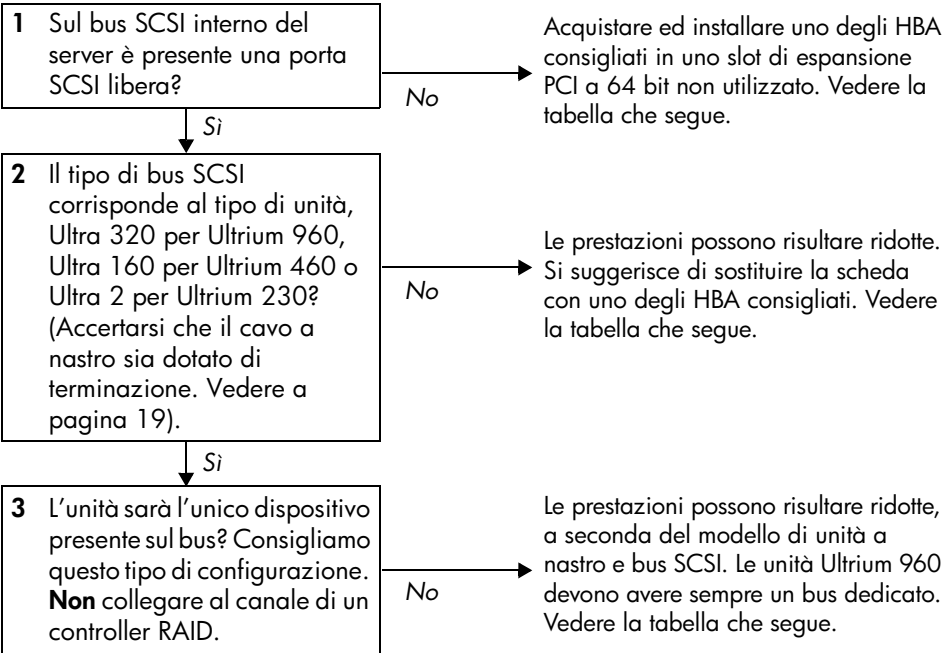 1 Sul bus SCSI interno del
server è presente una porta
SCSI libera?
No
Acquistare ed installare uno degli HBA
consigliati in uno slot di espansione
PCI a 64 bit non utilizzato. Vedere la
tabella che segue.
Sì
2 Il tipo di bus SCSI
corrisponde al tipo di unità,
Ultra 320 per Ultrium 960,
Ultra 160 per Ultrium 460 o
Ultra 2 per Ultrium 230?
(Accertarsi che il cavo a
nastro sia dotato di
terminazione. Vedere a
pagina 19).
No
Le prestazioni possono risultare ridotte.
Si suggerisce di sostituire la scheda
con uno degli HBA consigliati. Vedere
la tabella che segue.
Sì
3 L'unità sarà l'unico dispositivo
presente sul bus? Consigliamo
questo tipo di configurazione.
Non collegare al canale di un
controller RAID.
No
Le prestazioni possono risultare ridotte,
a seconda del modello di unità a
nastro e bus SCSI. Le unità Ultrium 960
devono avere sempre un bus dedicato.
Vedere la tabella che segue.